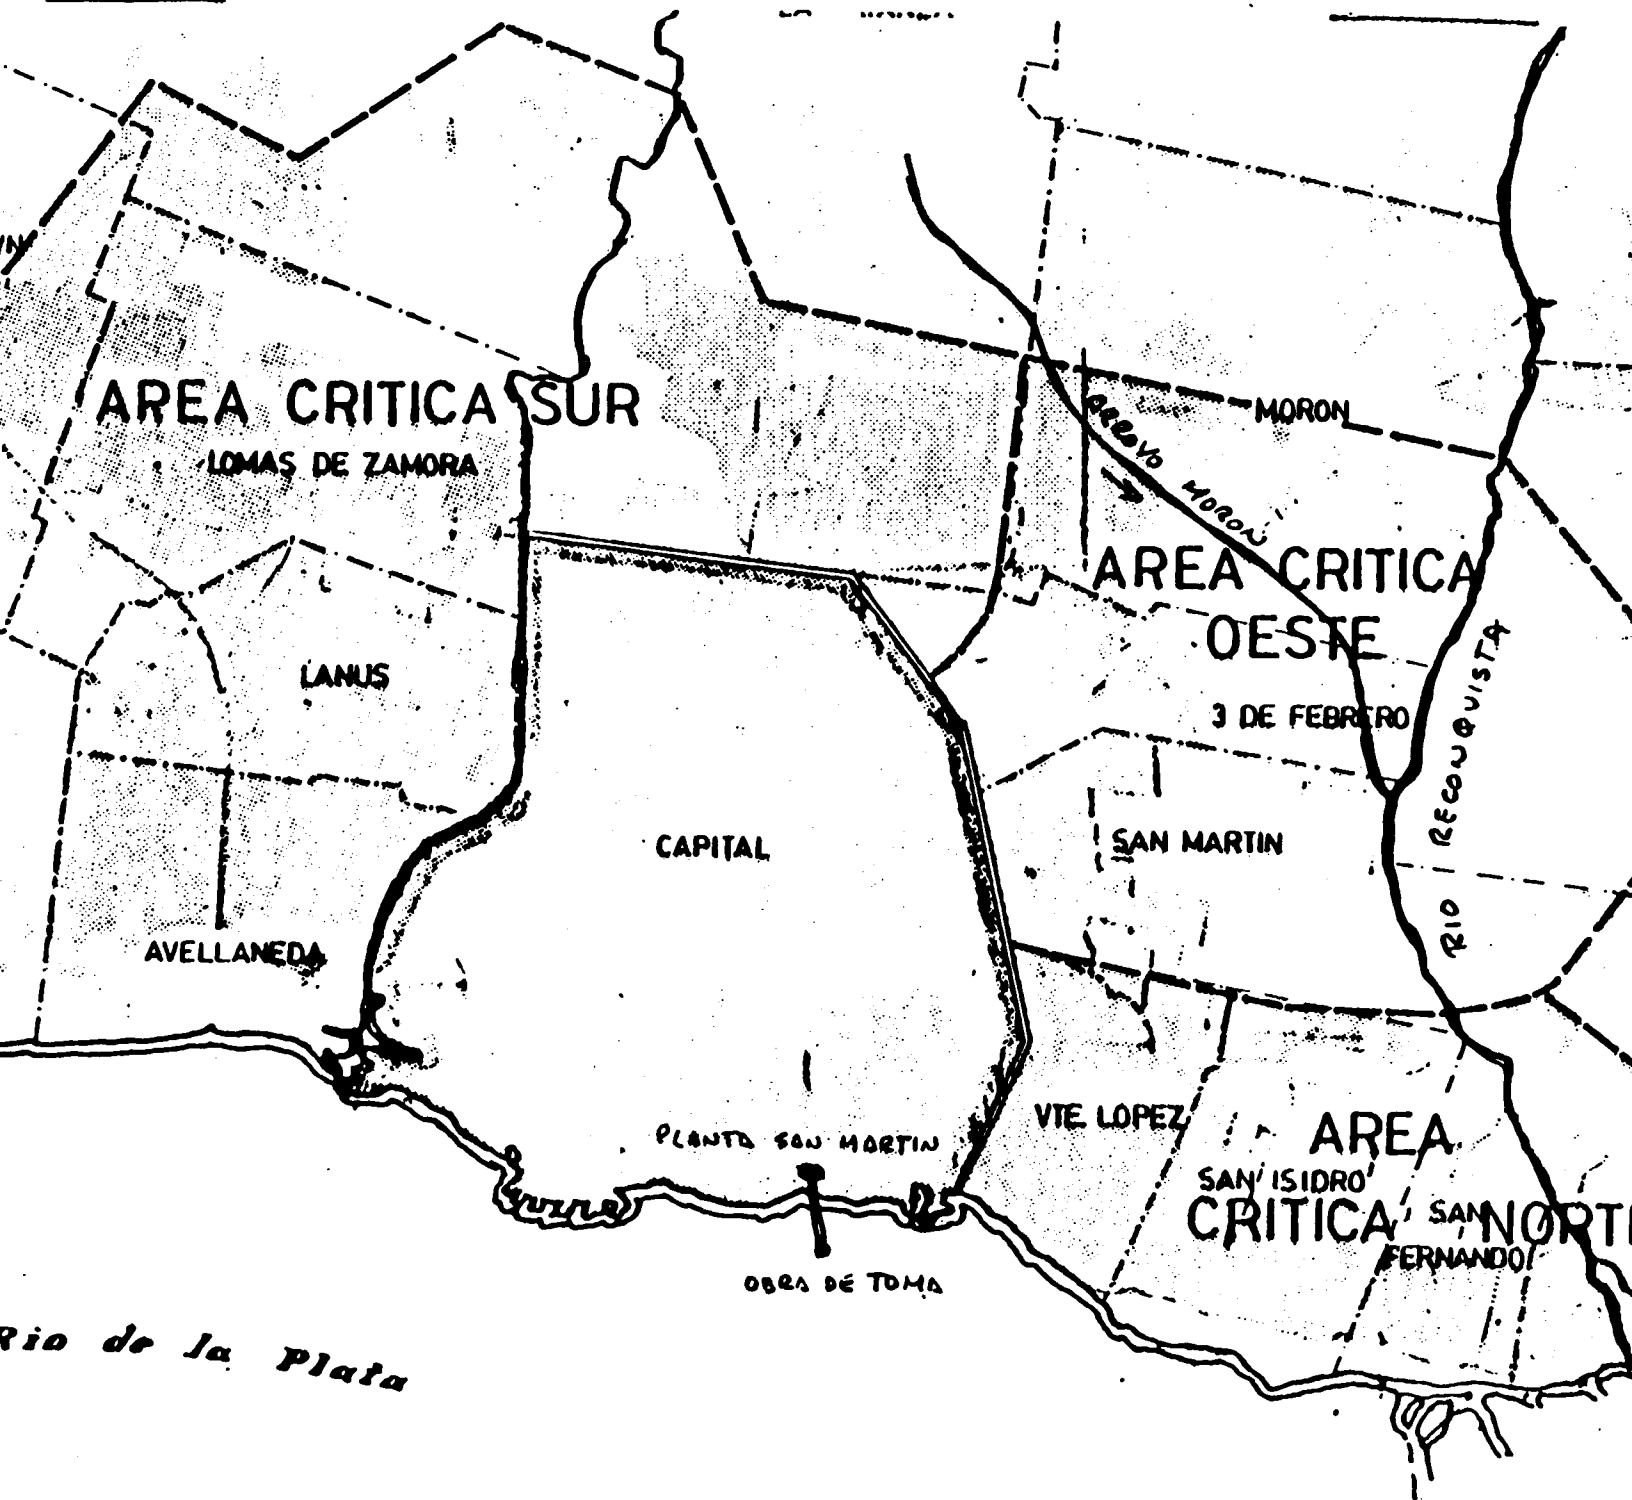 AREA CRITICA SUR
LOMAS DE ZAMORA
MORON
ARROYO MORON
AREA CRITICA
OESTE
LANUS
3 DE FEBRERO
RIO RECONQUISTA
CAPITAL
SAN MARTIN
AVELLANEDA
VTE. LOPEZ
PLANTA SAN MARTIN
AREA
SAN ISIDRO
CRITICA NORTE
SAN
FERNANDO
OBRA DE TOMA
Rio de la Plata